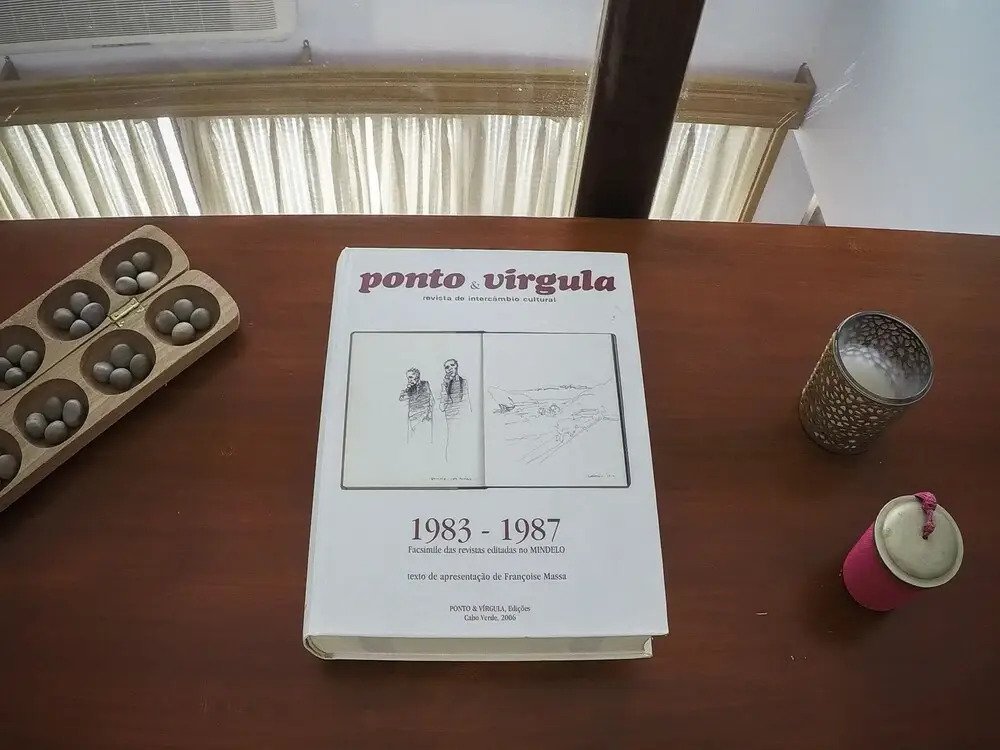 ponto & vírgula
revista de intercâmbio cultural
1983 - 1987
Facsimile das revistas editadas no MINDELO
texto de apresentação de Françoise Massa
PONTO & VÍRGULA, Edições
Cabo Verde, 2006